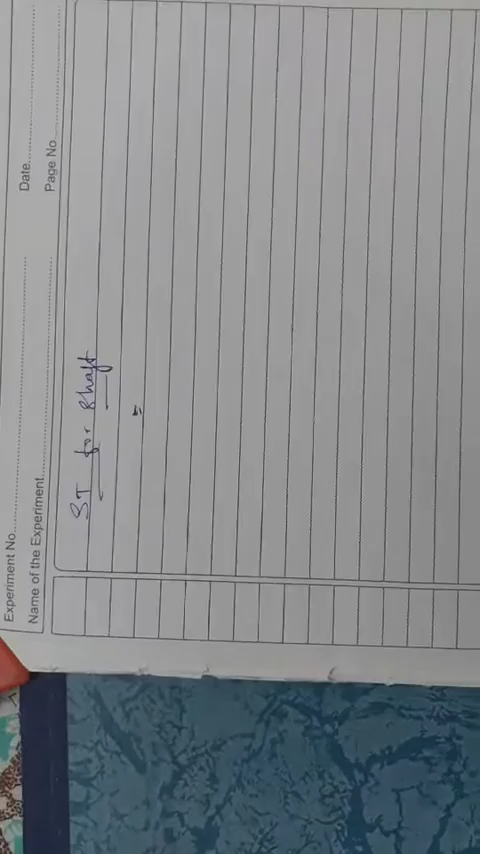 Experiment No. Date
Name of the Experiment Page No.
ST for shaft
=